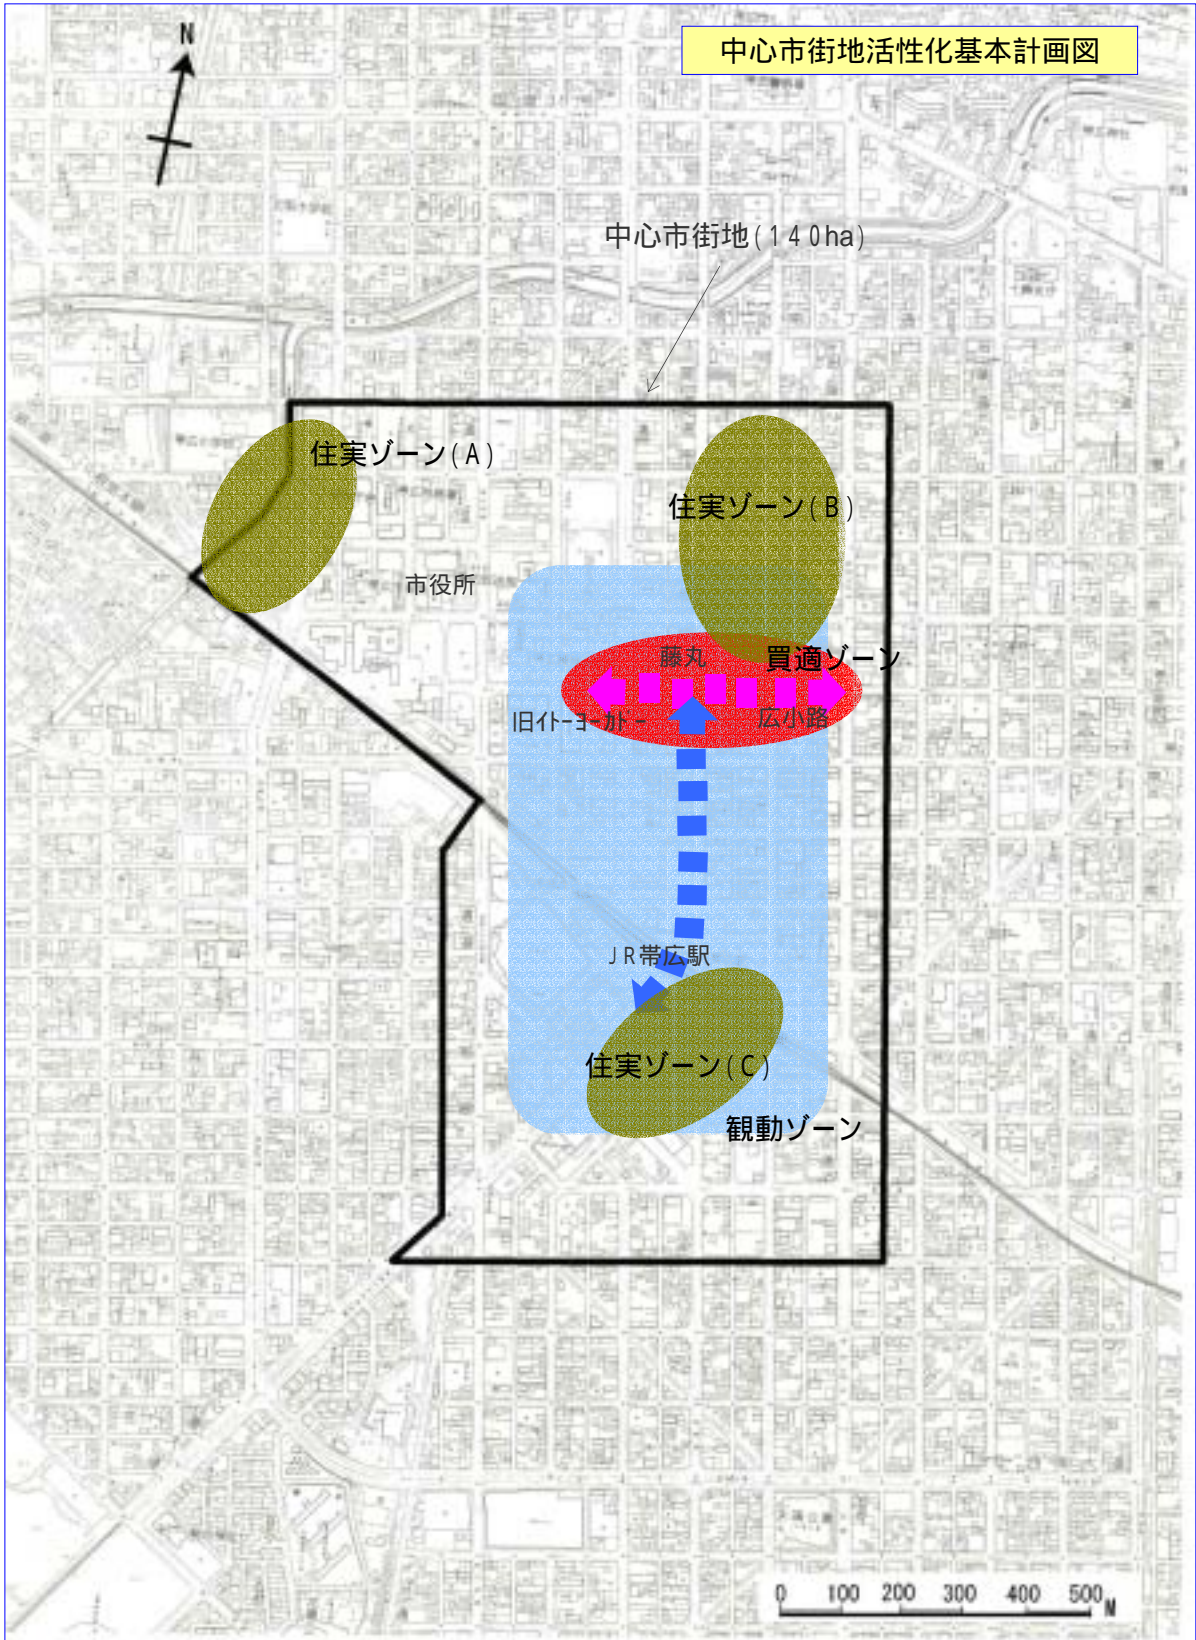 中心市街地活性化基本計画図
N
中心市街地(140ha)
住実ゾーン(A)
住実ゾーン(B)
市役所
藤丸
買適ゾーン
旧ｲﾄｰﾖｰｶﾄﾞｰ
広小路
JR帯広駅
住実ゾーン(C)
観動ゾーン
0 100 200 300 400 500M